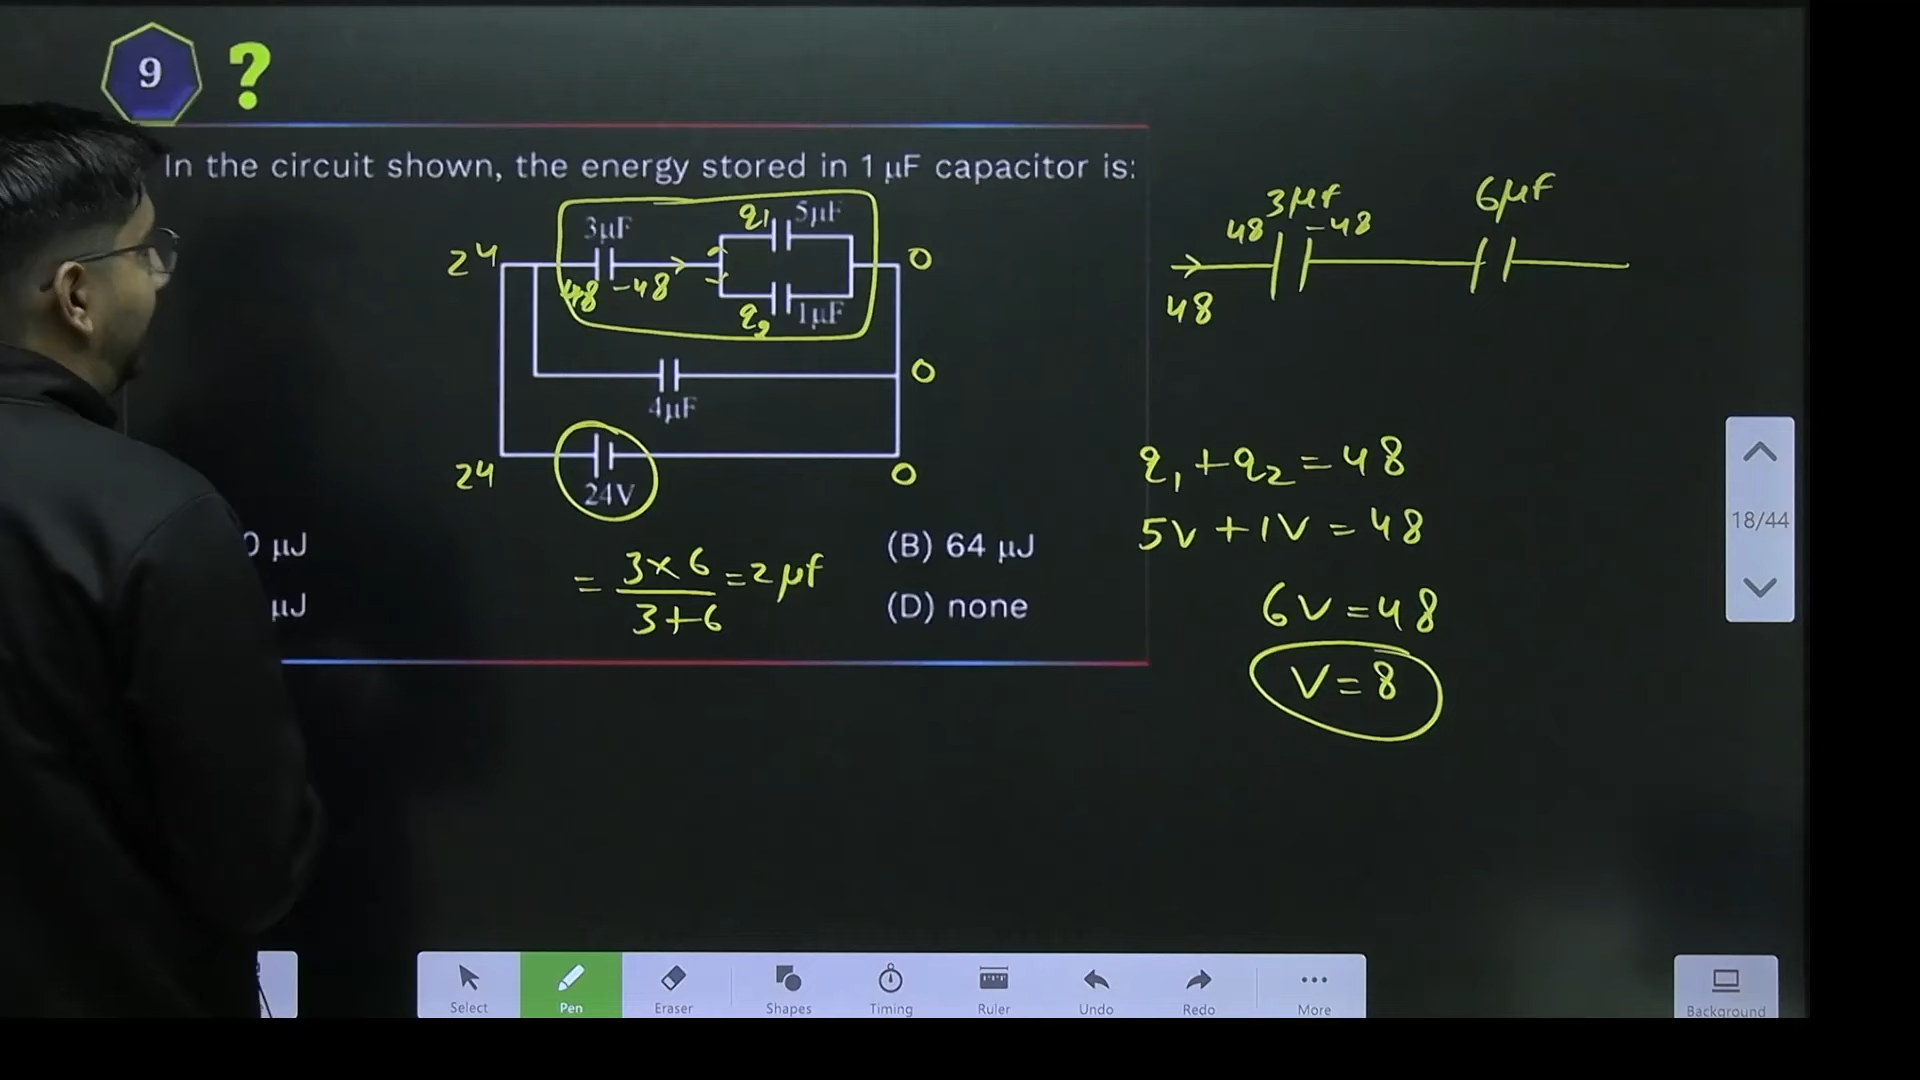 9 ?
In the circuit shown, the energy stored in 1 μF capacitor is:
3μF
q1 5μF
24
48 -48
0
q2 1μF
4μF
0
24
24V
0
0 μJ
(B) 64 μJ
μJ
(D) none
= 3×6 / 3+6 = 2 μf
3μf 6μf
48 -48
48
q1 + q2 = 48
5V + 1V = 48
6V = 48
V = 8
18/44
Select Pen Eraser Shapes Timing Ruler Undo Redo More Background